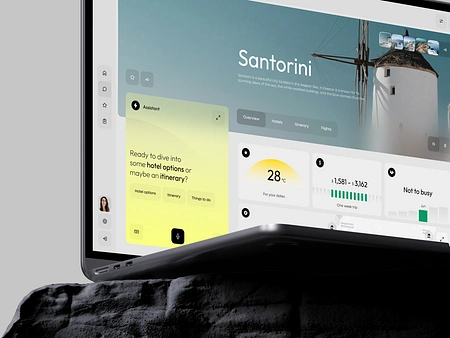 Santorini
Assistant
Overview
Hotels
Itinerary
Flights
Ready to dive into
some hotel options or
maybe an itinerary?
Hotel options
Itinerary
Things to do
28 °C
For your dates
$1,581 – $3,162
One week trip
Not to busy
Jun